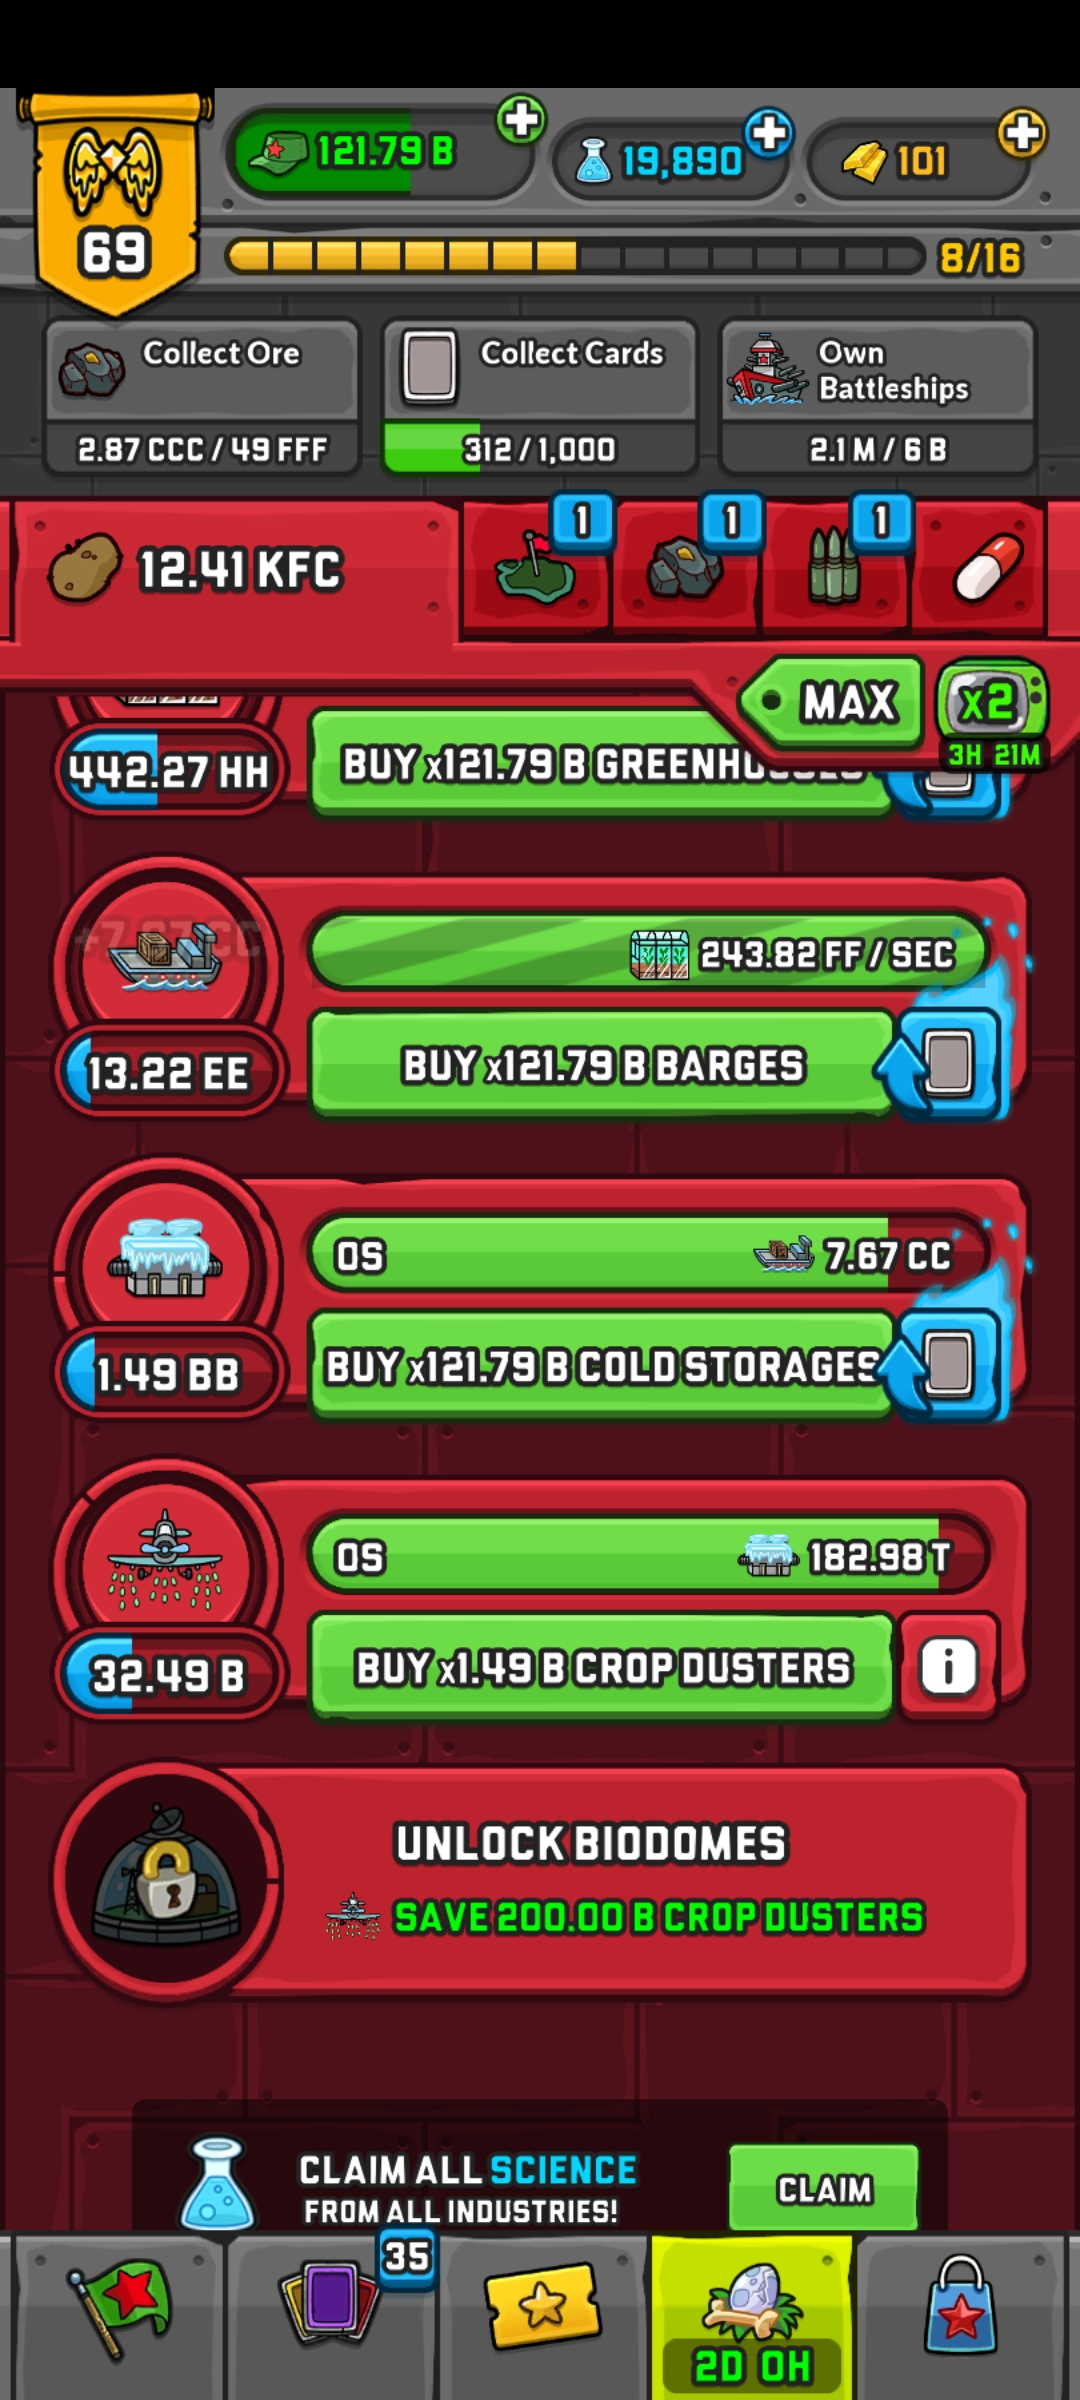 69
121.79 B
19,890
101
8/16
Collect Ore
2.87 CCC / 49 FFF
Collect Cards
312 / 1,000
Own
Battleships
2.1 M / 6 B
12.41 KFC
1
1
1
MAX
x2
3H 21M
442.27 HH
BUY x121.79 B GREENHOUSES
+7.67 CC
243.82 FF / SEC
13.22 EE
BUY x121.79 B BARGES
0S
7.67 CC
1.49 BB
BUY x121.79 B COLD STORAGES
0S
182.98 T
32.49 B
BUY x1.49 B CROP DUSTERS
i
UNLOCK BIODOMES
SAVE 200.00 B CROP DUSTERS
CLAIM ALL SCIENCE
FROM ALL INDUSTRIES!
CLAIM
35
2D 0H